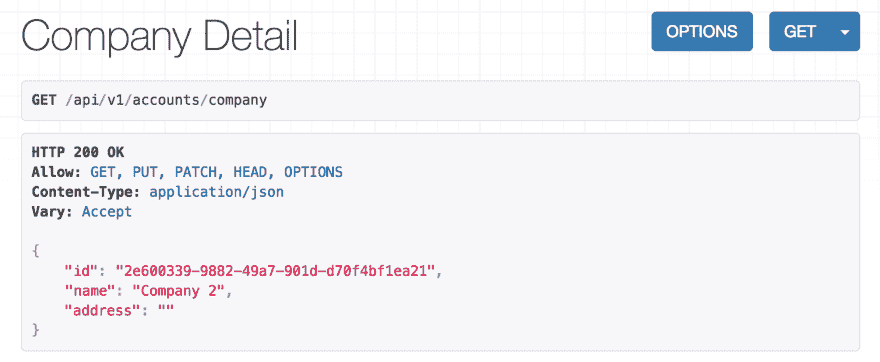 Company Detail
OPTIONS
GET
GET /api/v1/accounts/company
HTTP 200 OK
Allow: GET, PUT, PATCH, HEAD, OPTIONS
Content-Type: application/json
Vary: Accept
{
"id": "2e600339-9882-49a7-901d-d70f4bf1ea21",
"name": "Company 2",
"address": ""
}